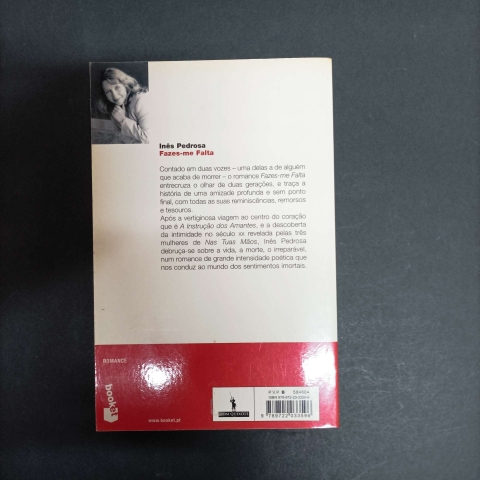 Inês Pedrosa
Fazes-me Falta
Contado em duas vozes – uma delas a de alguém
que acaba de morrer – o romance Fazes-me Falta
entrecruza o olhar de duas gerações, e traça a
história de uma amizade profunda e sem ponto
final, com todas as suas reminiscências, remorsos
e tesouros.
Após a vertiginosa viagem ao centro do coração
que é A Instrução dos Amantes, e a descoberta
da intimidade no século XX revelada pelas três
mulheres de Nas Tuas Mãos, Inês Pedrosa
debruça-se sobre a vida, a morte, o irreparável,
num romance de grande intensidade poética que
nos conduz ao mundo dos sentimentos imortais.
ROMANCE
booket
www.booket.pt
DOM QUIXOTE
P.V.P. B